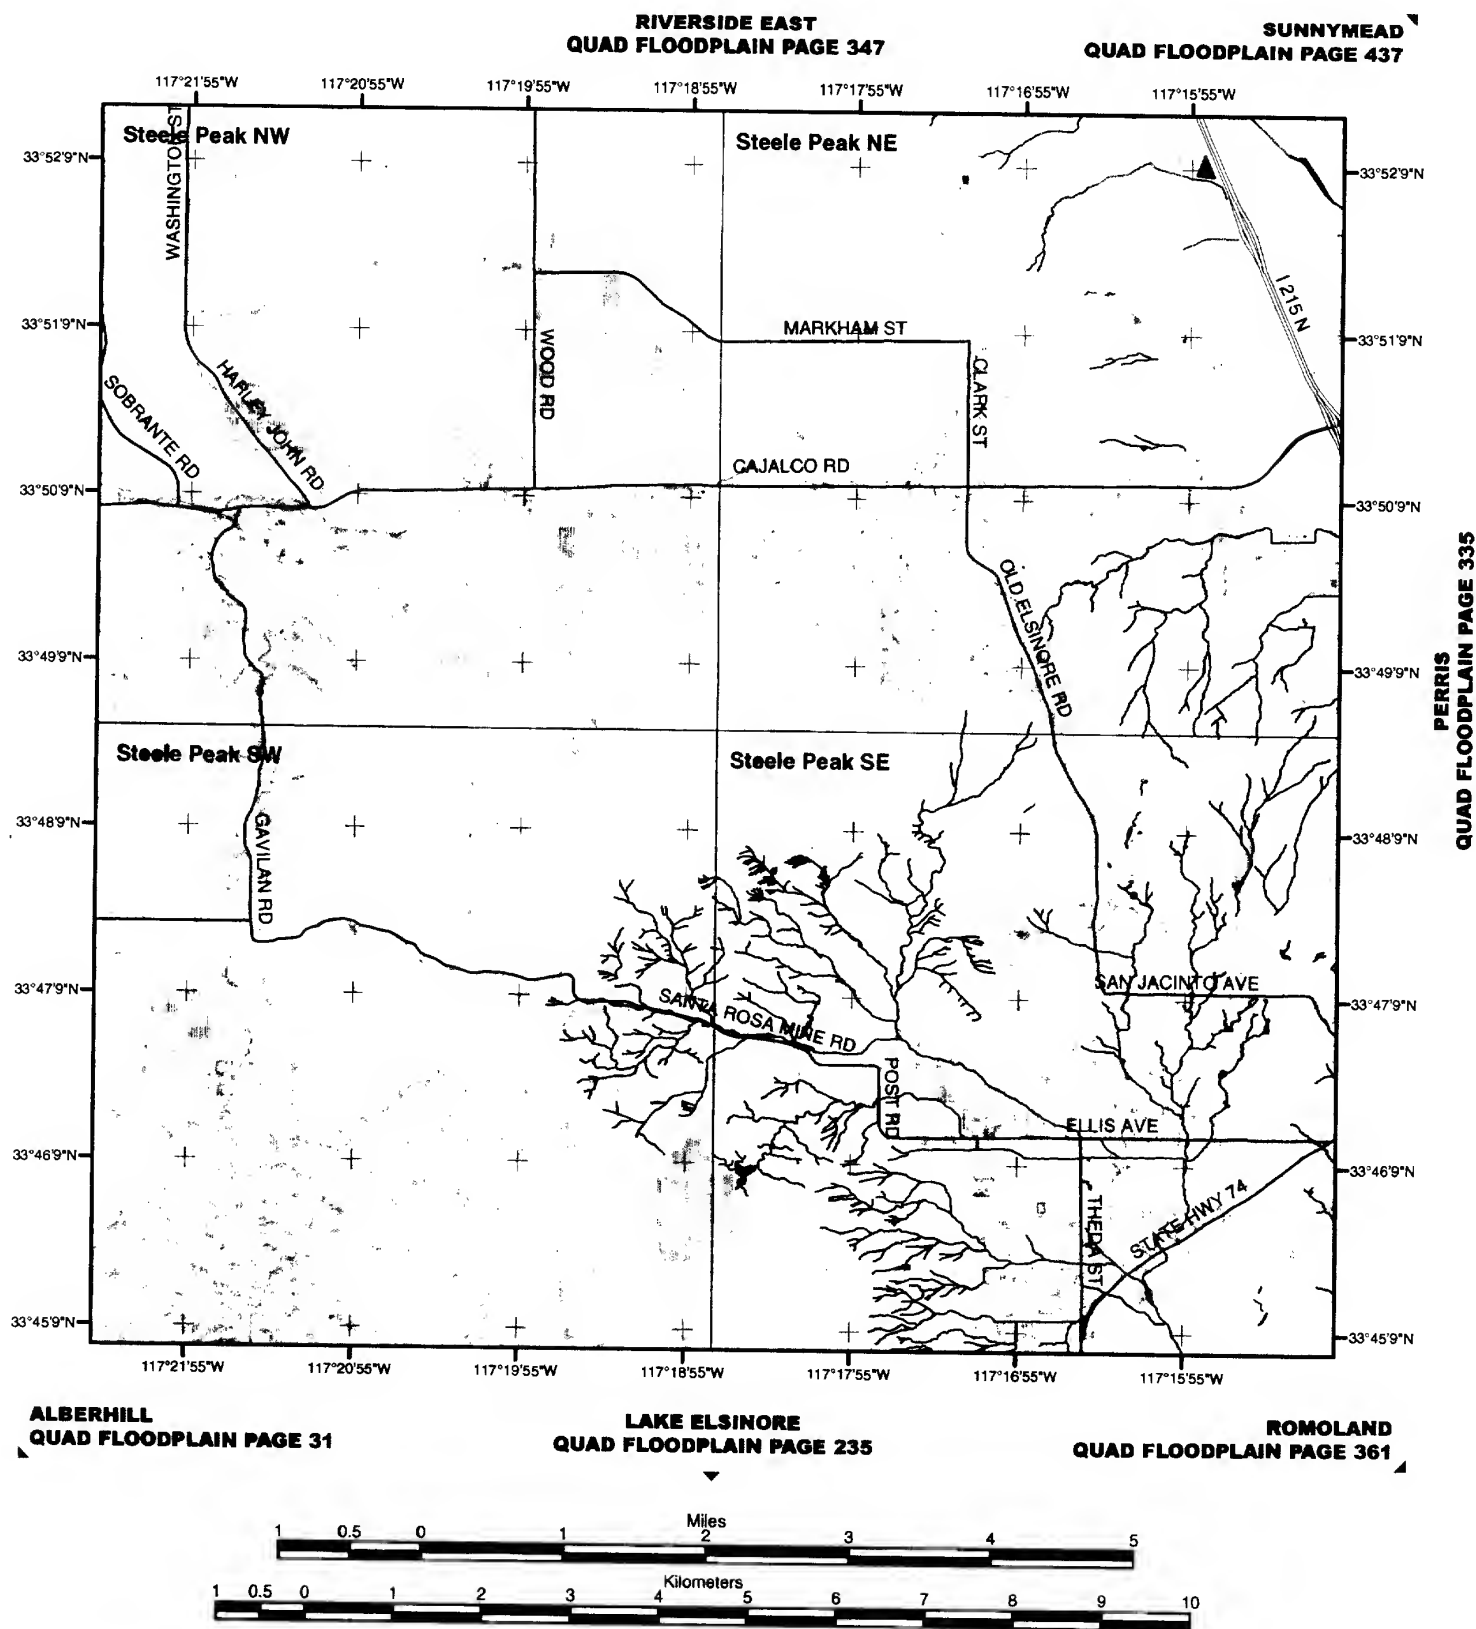 RIVERSIDE EAST
QUAD FLOODPLAIN PAGE 347
SUNNYMEAD
QUAD FLOODPLAIN PAGE 437
117°21'55"W
117°20'55"W
117°19'55"W
117°18'55"W
117°17'55"W
117°16'55"W
117°15'55"W
Steele Peak NW
Steele Peak NE
WASHINGTON ST
33°52'9"N
33°52'9"N
I 215 N
33°51'9"N
33°51'9"N
MARKHAM ST
WOOD RD
CLARK ST
HARLEY JOHN RD
SOBRANTE RD
CAJALCO RD
33°50'9"N
33°50'9"N
OLD ELSINORE RD
PERRIS
QUAD FLOODPLAIN PAGE 335
33°49'9"N
33°49'9"N
Steele Peak SW
Steele Peak SE
33°48'9"N
33°48'9"N
GAVILAN RD
33°47'9"N
33°47'9"N
SAN JACINTO AVE
SANTA ROSA MINE RD
POST RD
ELLIS AVE
33°46'9"N
33°46'9"N
THEDA ST
STATE HWY 74
33°45'9"N
33°45'9"N
117°21'55"W
117°20'55"W
117°19'55"W
117°18'55"W
117°17'55"W
117°16'55"W
117°15'55"W
ALBERHILL
QUAD FLOODPLAIN PAGE 31
LAKE ELSINORE
QUAD FLOODPLAIN PAGE 235
ROMOLAND
QUAD FLOODPLAIN PAGE 361
Miles
1 0.5 0 1 2 3 4 5
Kilometers
1 0.5 0 1 2 3 4 5 6 7 8 9 10